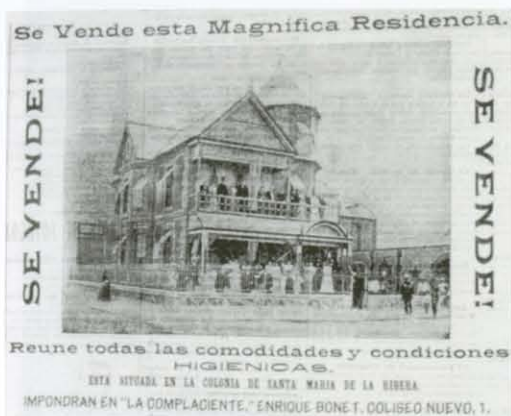 Se Vende esta Magnifica Residencia.
SE VENDE!
SE VENDE!
Reune todas las comodidades y condiciones
HIGIENICAS.
ESTA SITUADA EN LA COLONIA DE SANTA MARIA DE LA RIBERA.
IMPONDRAN EN "LA COMPLACIENTE," ENRIQUE BONET, COLISEO NUEVO, 1.